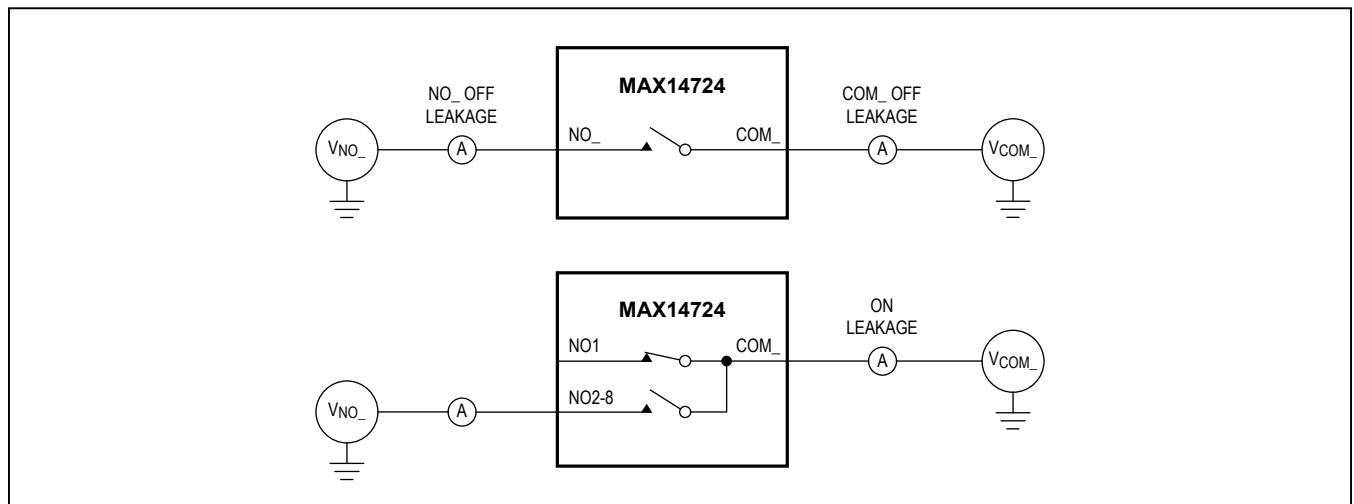 MAX14724
NO_ OFF
LEAKAGE
COM_ OFF
LEAKAGE
VNO_
A
NO_
COM_
A
VCOM_
MAX14724
ON
LEAKAGE
NO1
COM_
A
VCOM_
NO2-8
VNO_
A